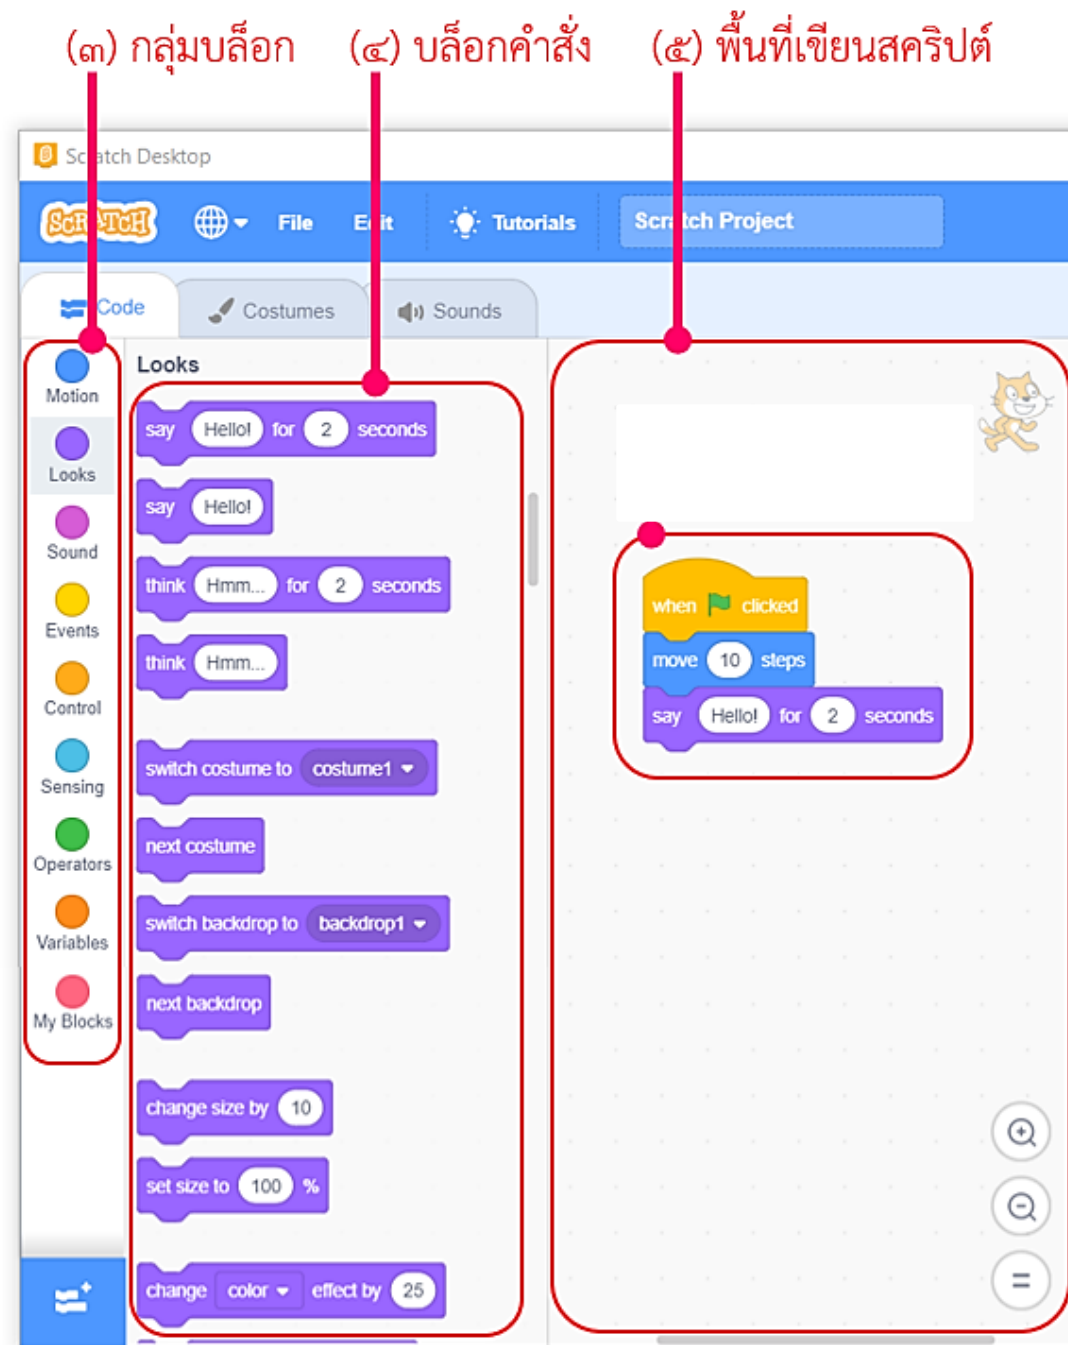 (๓) กลุ่มบล็อก (๔) บล็อกคำสั่ง (๕) พื้นที่เขียนสคริปต์
Scratch Desktop
SCRATCH File Edit Tutorials Scratch Project
Code Costumes Sounds
Motion
Looks
Sound
Events
Control
Sensing
Operators
Variables
My Blocks
Looks
say Hello! for 2 seconds
say Hello!
think Hmm... for 2 seconds
think Hmm...
switch costume to costume1
next costume
switch backdrop to backdrop1
next backdrop
change size by 10
set size to 100 %
change color effect by 25
when clicked
move 10 steps
say Hello! for 2 seconds